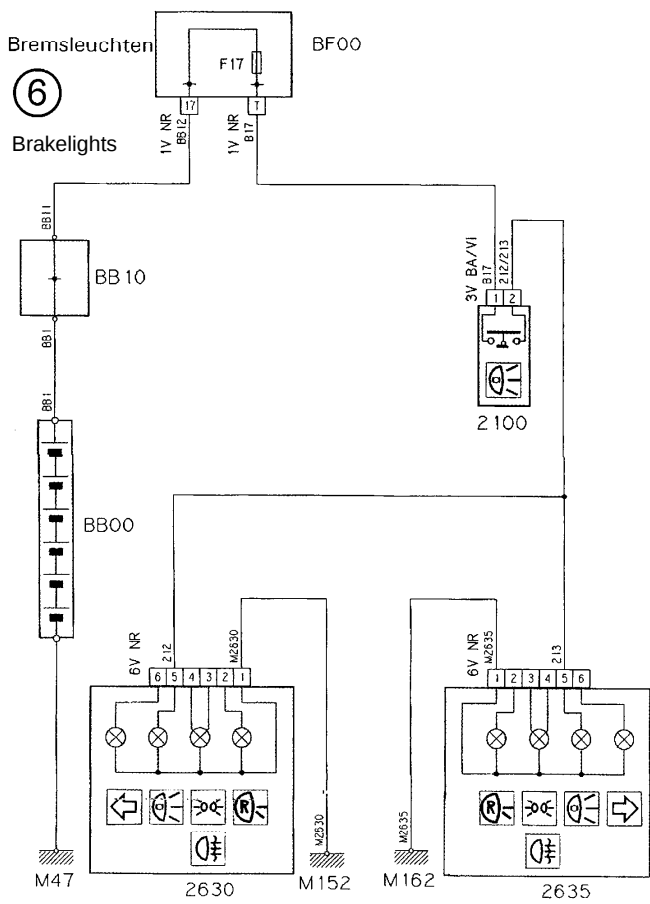 Bremsleuchten
BF00
F17
6
Brakelights
17
T
1V NR
BB12
1V NR
B17
BB11
BB10
BB1
BB1
3V BA/VI
B17
212/213
1 2
2100
BB00
6V NR
212
M2630
6 5 4 3 2 1
6V NR
M2635
213
1 2 3 4 5 6
R
R
M2630
M2635
M47
2630
M152
M162
2635